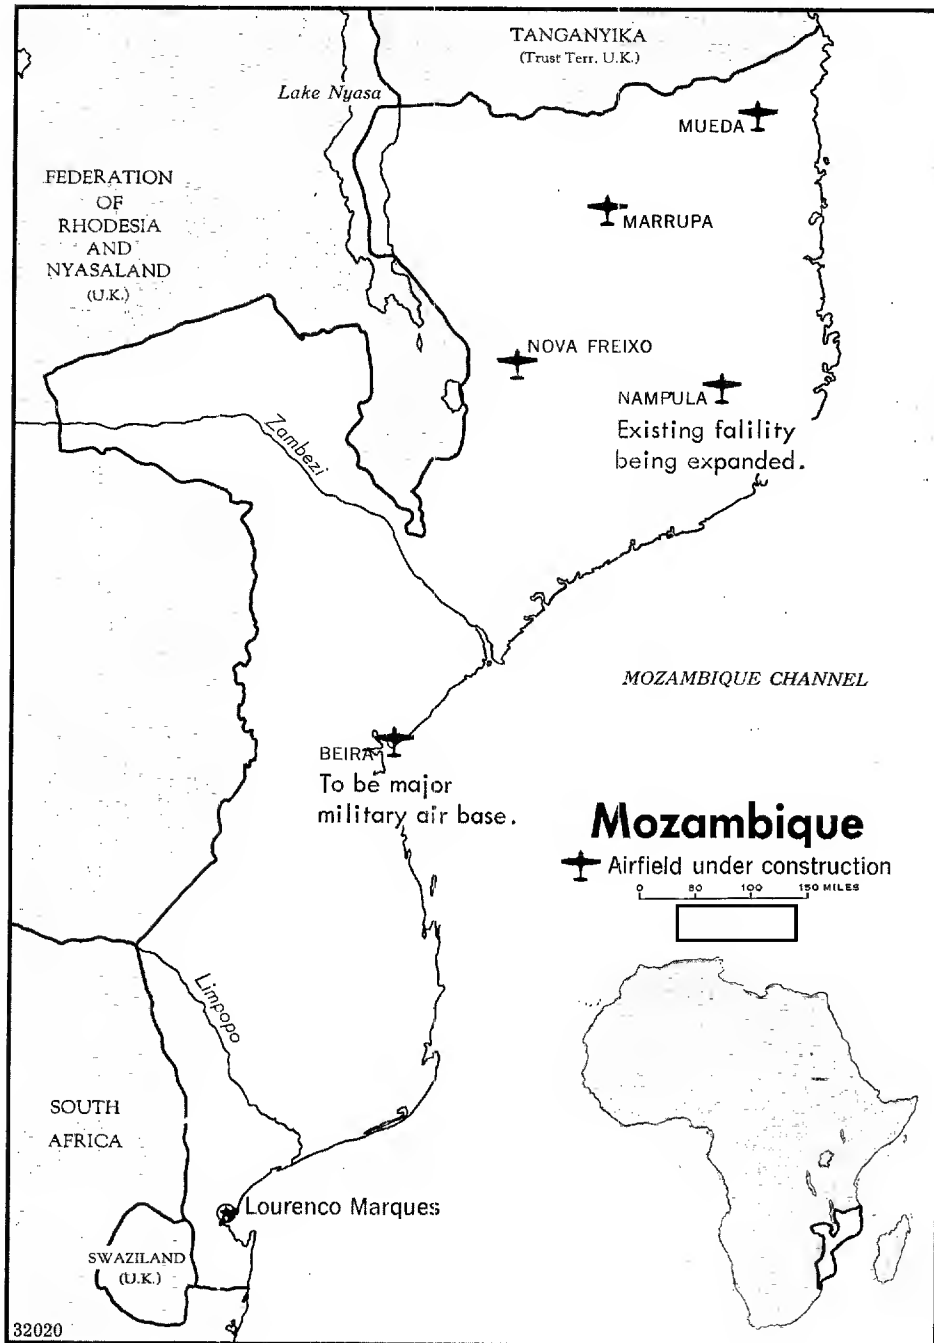 TANGANYIKA
(Trust Terr. U.K.)
Lake Nyasa
MUEDA
FEDERATION
OF
RHODESIA
AND
NYASALAND
(U.K.)
MARRUPA
NOVA FREIXO
NAMPULA
Existing falility
being expanded.
Zambezi
MOZAMBIQUE CHANNEL
BEIRA
To be major
military air base.
Mozambique
Airfield under construction
0 50 100 150 MILES
Limpopo
SOUTH
AFRICA
Lourenco Marques
SWAZILAND
(U.K.)
32020